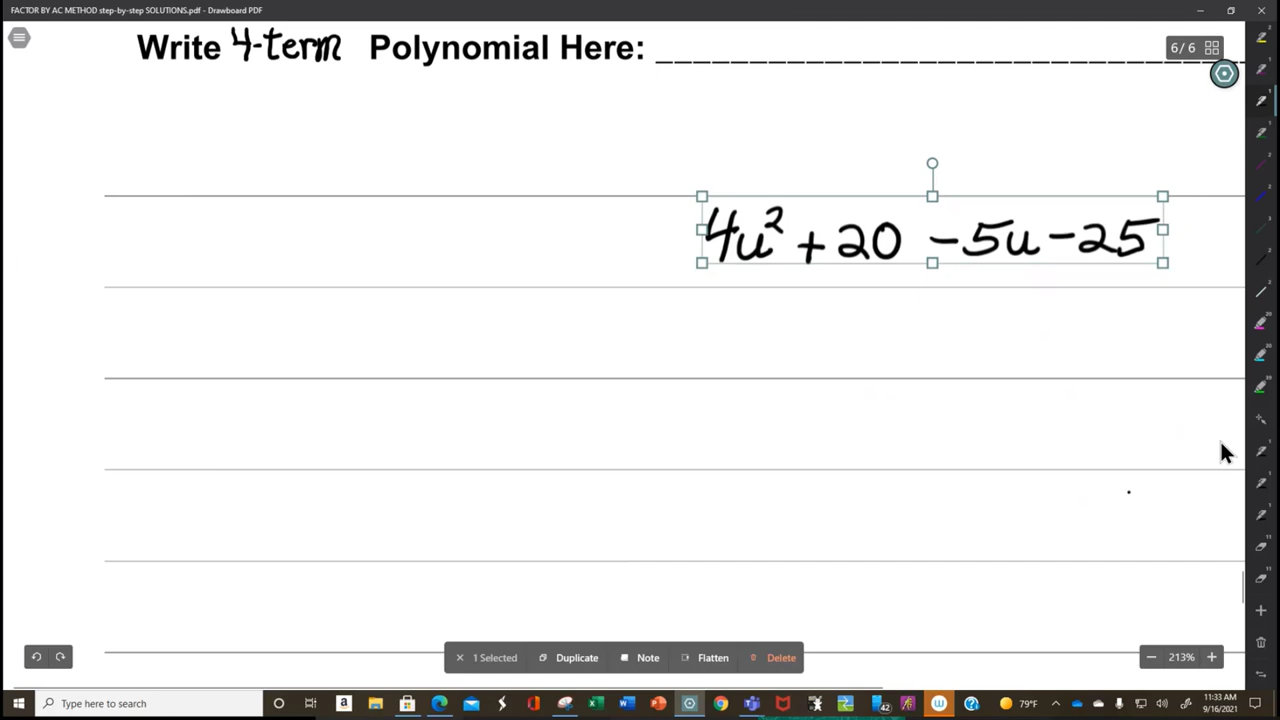 FACTOR BY AC METHOD step-by-step SOLUTIONS.pdf - Drawboard PDF
Write 4-term Polynomial Here: ______________________________
6/6
4u² + 20 - 5u - 25
1 Selected Duplicate Note Flatten Delete
213%
Type here to search
42
79°F
11:33 AM
9/16/2021